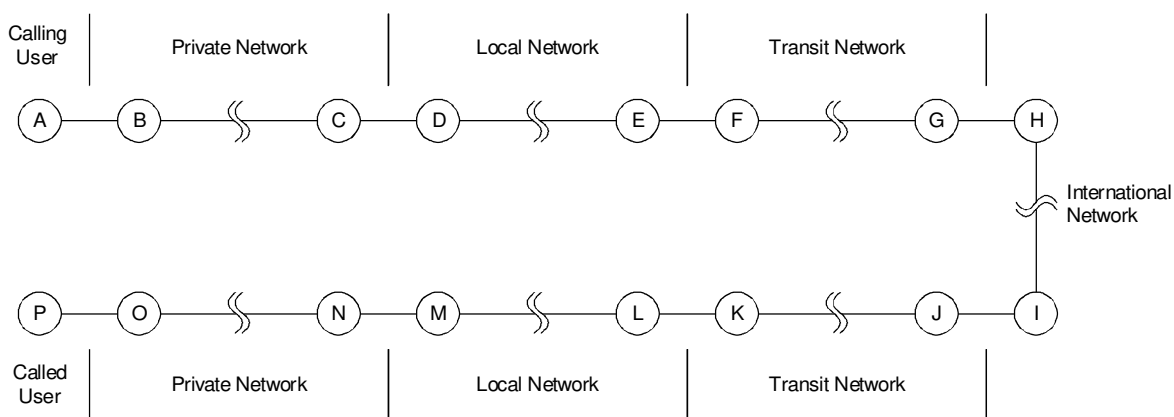 Calling
User
Private Network
Local Network
Transit Network
A
B
C
D
E
F
G
H
International
Network
P
O
N
M
L
K
J
I
Called
User
Private Network
Local Network
Transit Network